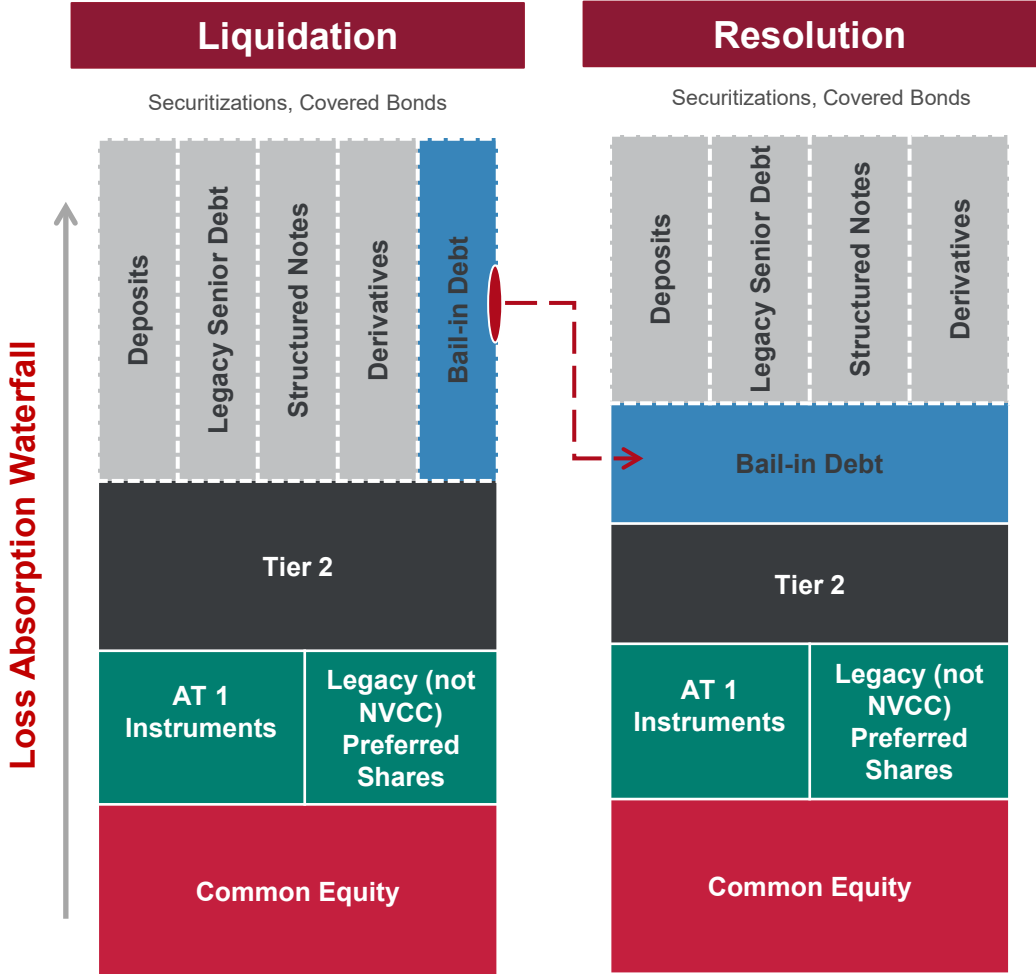 Liquidation
Securitizations, Covered Bonds
Deposits
Legacy Senior Debt
Structured Notes
Derivatives
Bail-in Debt
Tier 2
AT 1
Instruments
Legacy (not
NVCC)
Preferred
Shares
Common Equity
Loss Absorption Waterfall
Resolution
Securitizations, Covered Bonds
Deposits
Legacy Senior Debt
Structured Notes
Derivatives
Bail-in Debt
Tier 2
AT 1
Instruments
Legacy (not
NVCC)
Preferred
Shares
Common Equity